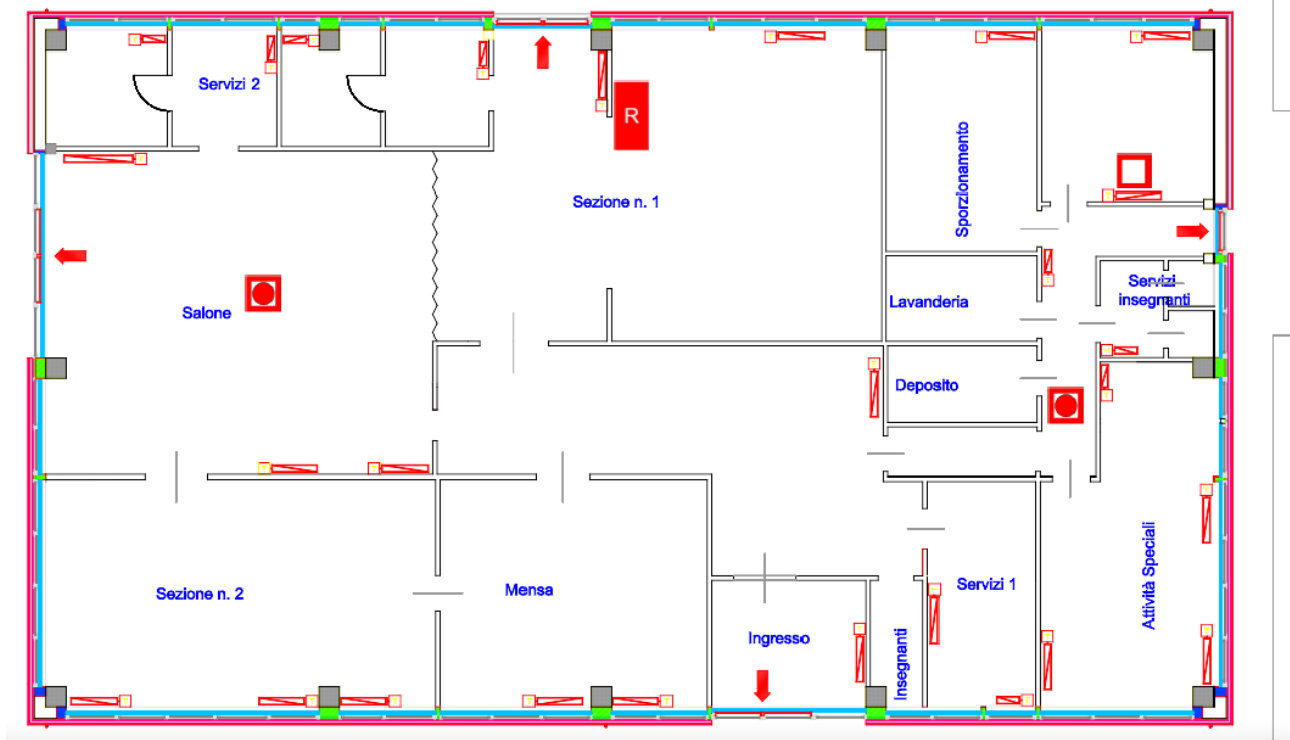 Servizi 2
R
Sporzionamento
Sezione n. 1
Servizi
insegnanti
Lavanderia
Salone
Deposito
Attività Speciali
Servizi 1
Mensa
Sezione n. 2
Ingresso
Insegnanti